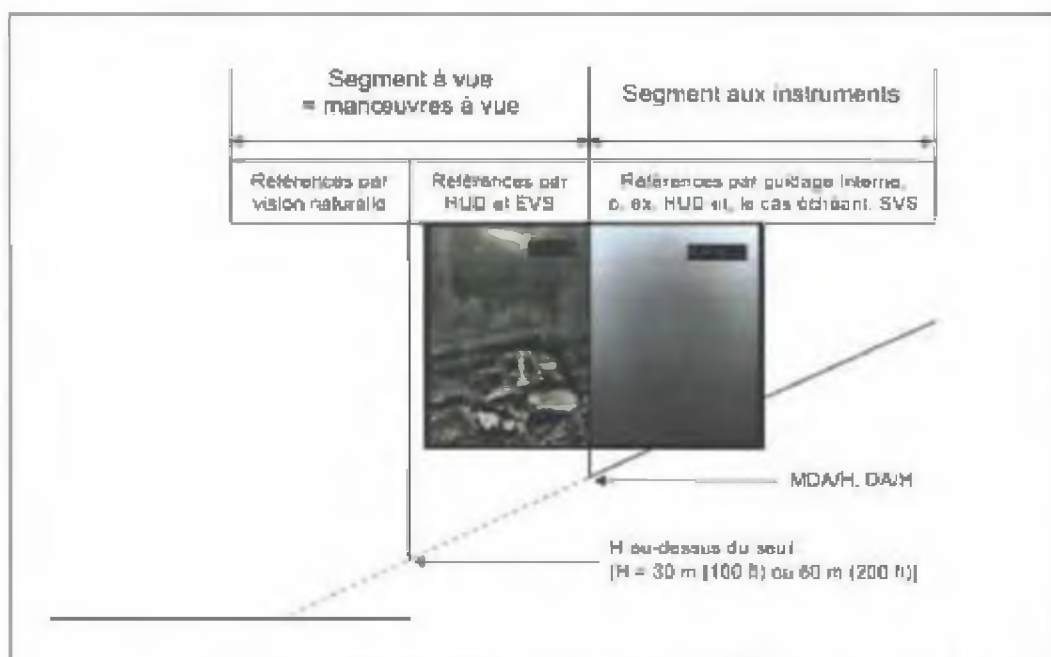 Segment à vue
= manœuvres à vue
Segment aux instruments
Références par
vision naturelle
Références par
HUD et EVS
Références par guidage interne,
p. ex. HUD et, le cas échéant, SVS
MDA/H, DA/H
H au-dessus du seuil
[H = 30 m (100 ft) ou 60 m (200 ft)]